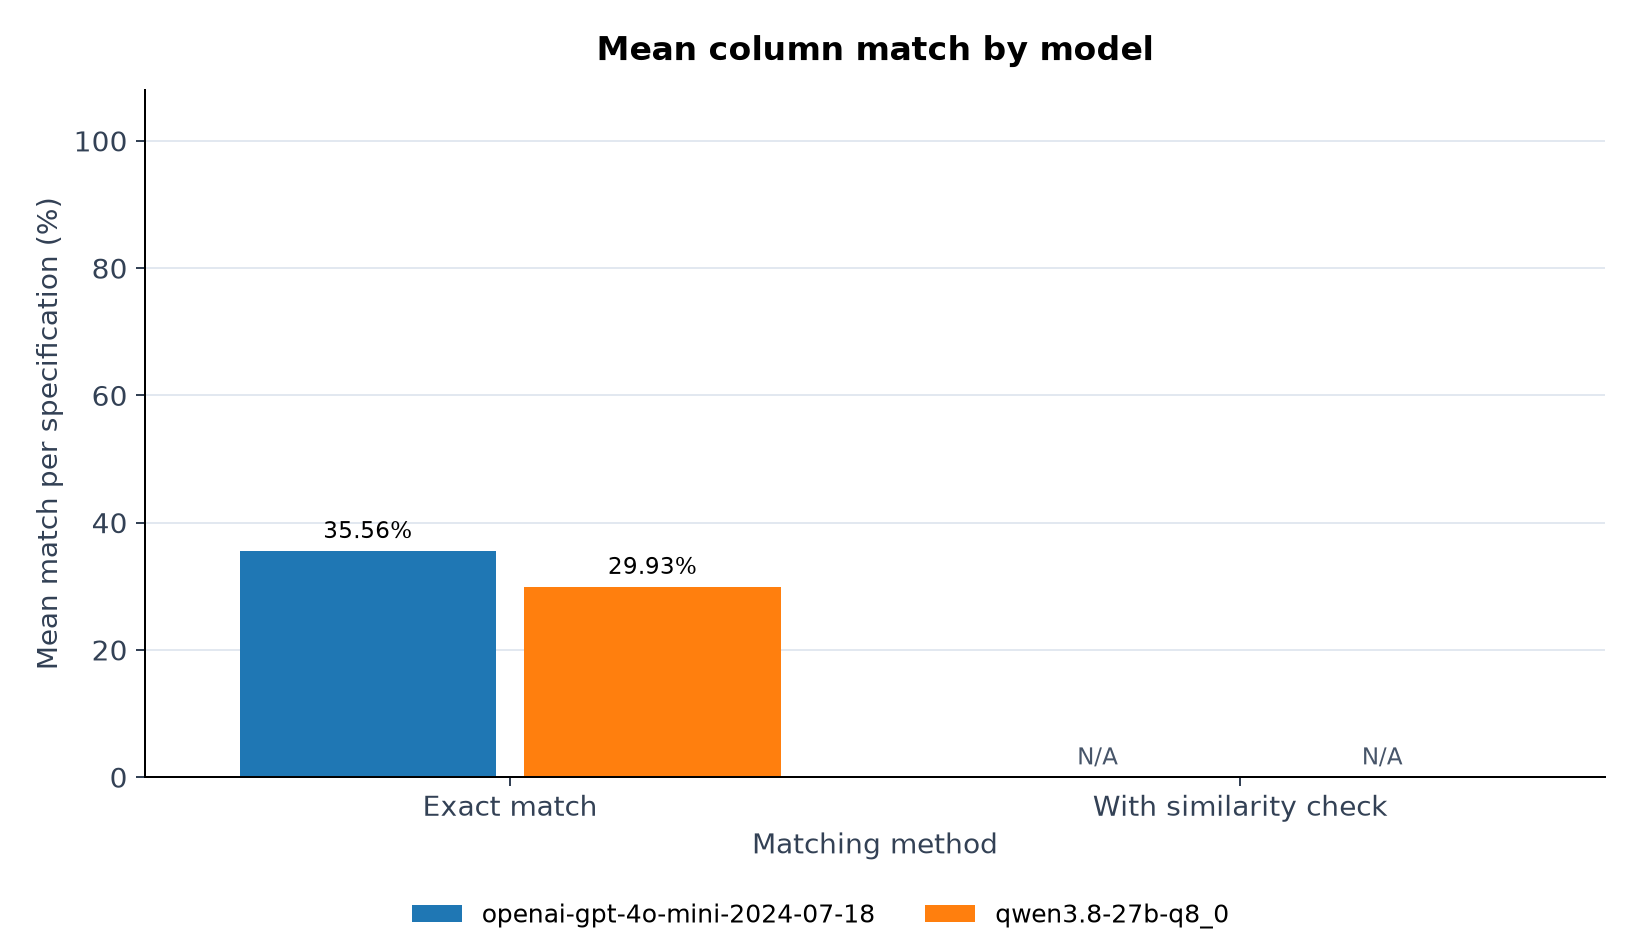 Mean column match by model
Mean match per specification (%)
100
80
60
40
20
0
35.56%
29.93%
N/A
N/A
Exact match
With similarity check
Matching method
openai-gpt-4o-mini-2024-07-18
qwen3.8-27b-q8_0